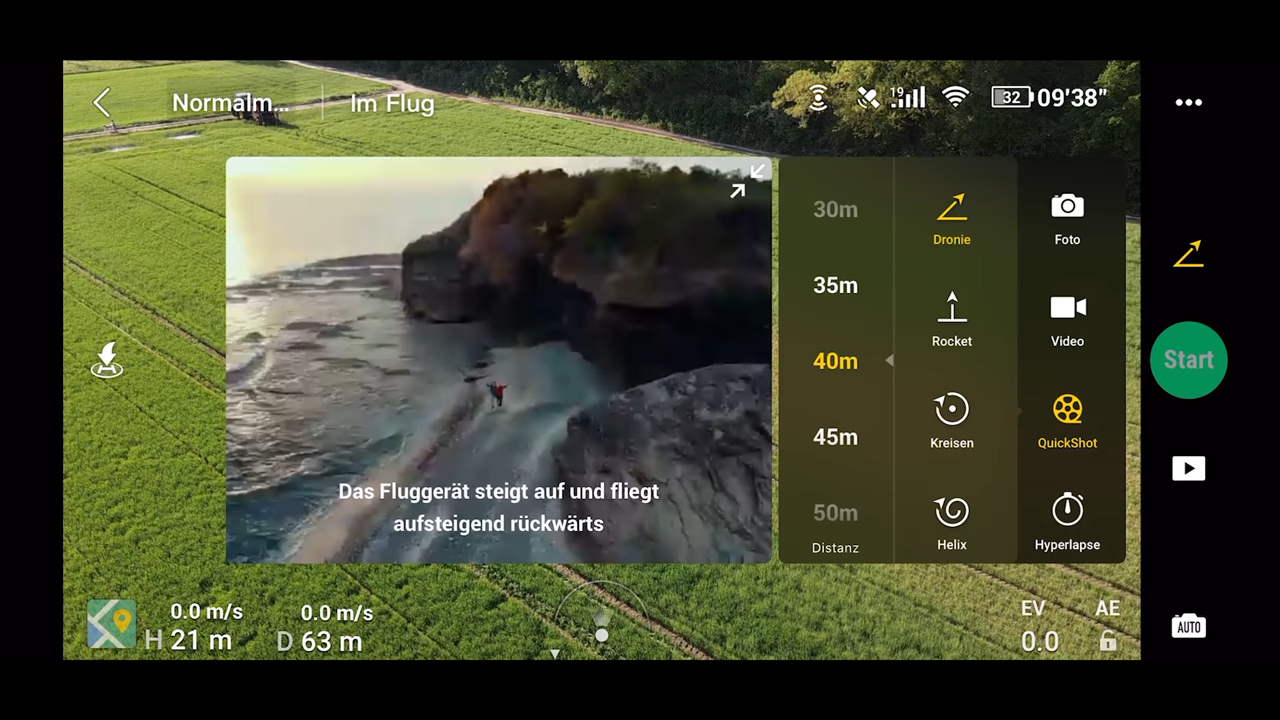 Normalm...
Im Flug
19
32
09'38"
30m
35m
40m
45m
50m
Distanz
Dronie
Rocket
Kreisen
Helix
Foto
Video
QuickShot
Hyperlapse
Das Fluggerät steigt auf und fliegt
aufsteigend rückwärts
Start
0.0 m/s
0.0 m/s
H 21 m
D 63 m
EV
AE
0.0
AUTO